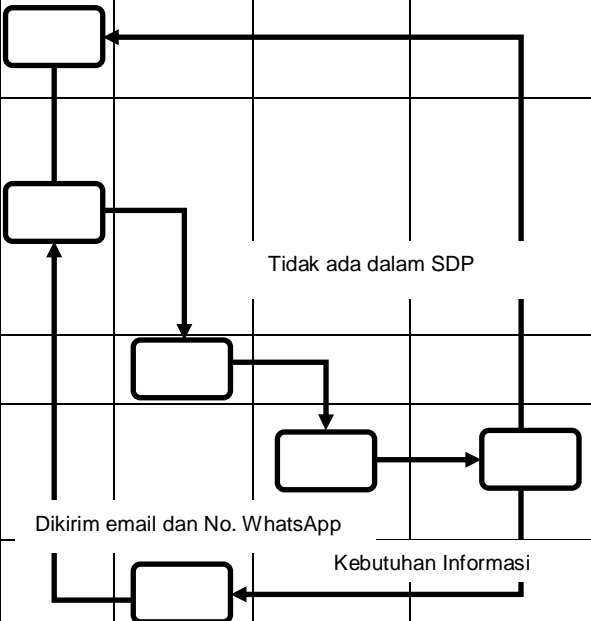 Tidak ada dalam SDP
Dikirim email dan No. WhatsApp
Kebutuhan Informasi